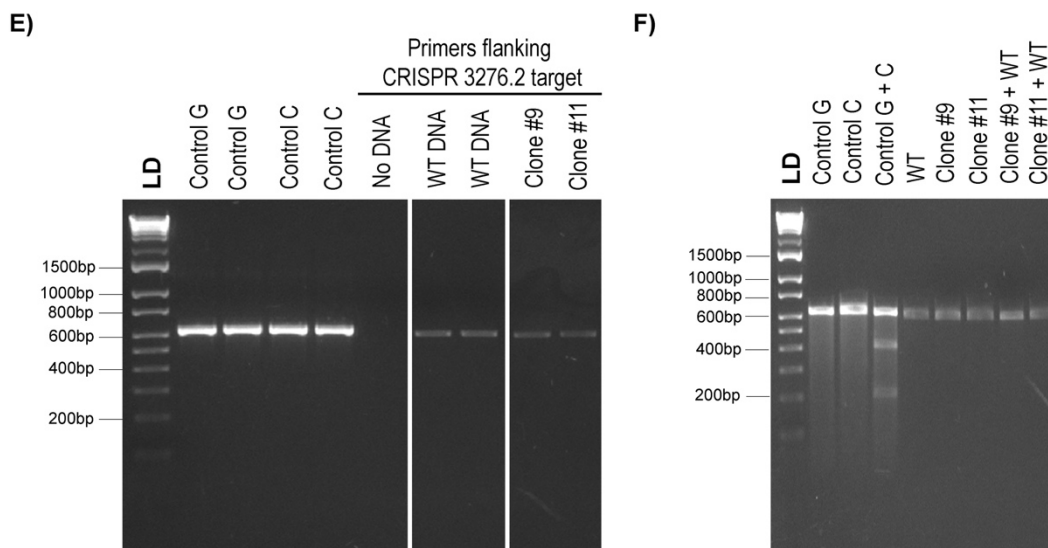 E)
Primers flanking
CRISPR 3276.2 target
LD
Control G
Control G
Control C
Control C
No DNA
WT DNA
WT DNA
Clone #9
Clone #11
1500bp
1000bp
800bp
600bp
400bp
200bp
F)
LD
Control G
Control C
Control G + C
WT
Clone #9
Clone #11
Clone #9 + WT
Clone #11 + WT
1500bp
1000bp
800bp
600bp
400bp
200bp